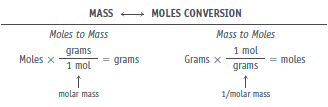 MASS ⟷ MOLES CONVERSION
Moles to Mass
Moles × grams / 1 mol = grams
↑
molar mass
Mass to Moles
Grams × 1 mol / grams = moles
↑
1/molar mass